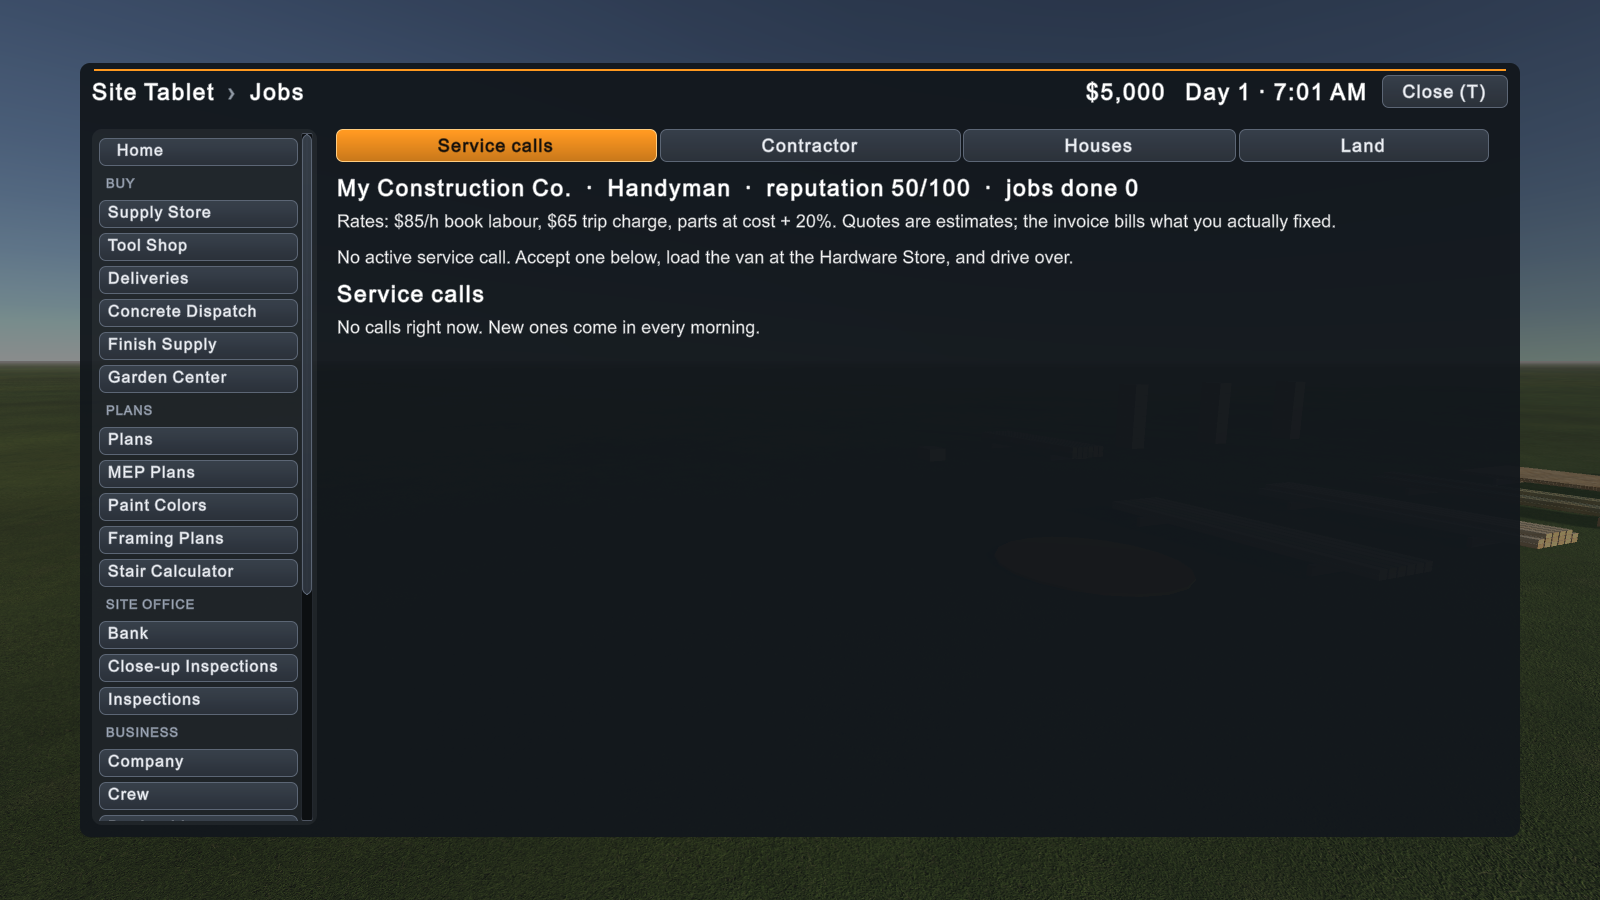 Site Tablet › Jobs
$5,000 Day 1 · 7:01 AM Close (T)
Home
BUY
Supply Store
Tool Shop
Deliveries
Concrete Dispatch
Finish Supply
Garden Center
PLANS
Plans
MEP Plans
Paint Colors
Framing Plans
Stair Calculator
SITE OFFICE
Bank
Close-up Inspections
Inspections
BUSINESS
Company
Crew
Service calls Contractor Houses Land
My Construction Co. · Handyman · reputation 50/100 · jobs done 0
Rates: $85/h book labour, $65 trip charge, parts at cost + 20%. Quotes are estimates; the invoice bills what you actually fixed.
No active service call. Accept one below, load the van at the Hardware Store, and drive over.
Service calls
No calls right now. New ones come in every morning.